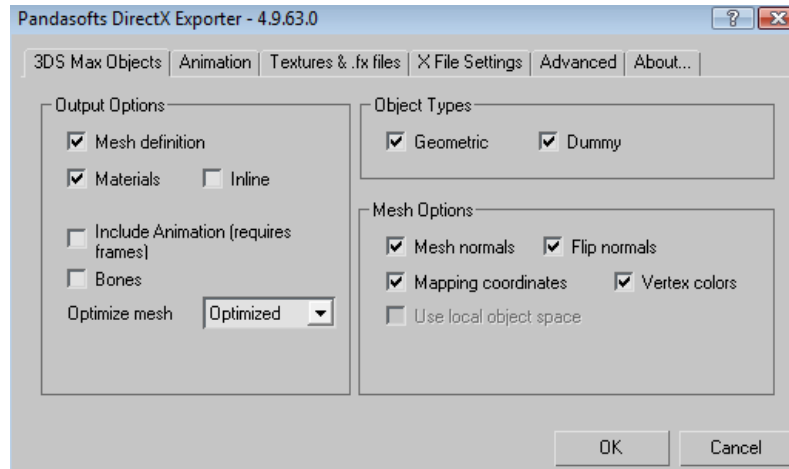 Pandasofts DirectX Exporter - 4.9.63.0
3DS Max Objects
Animation
Textures & .fx files
X File Settings
Advanced
About...
Output Options
Mesh definition
Materials
Inline
Include Animation (requires
frames)
Bones
Optimize mesh
Optimized
Object Types
Geometric
Dummy
Mesh Options
Mesh normals
Flip normals
Mapping coordinates
Vertex colors
Use local object space
OK
Cancel